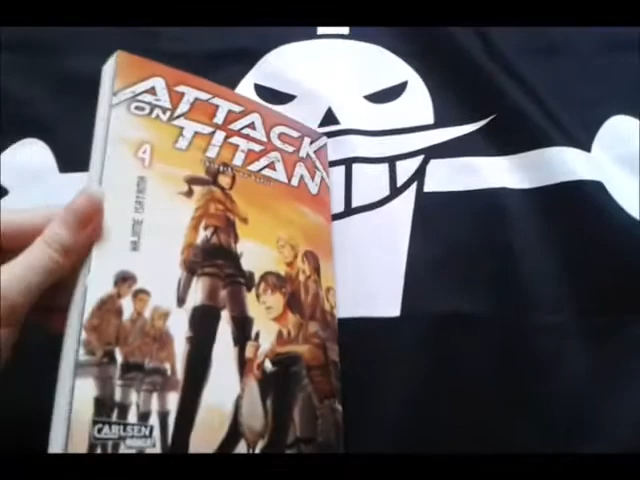 ATTACK
ON
TITAN
4
HAJIME ISAYAMA
CARLSEN
MANGA!